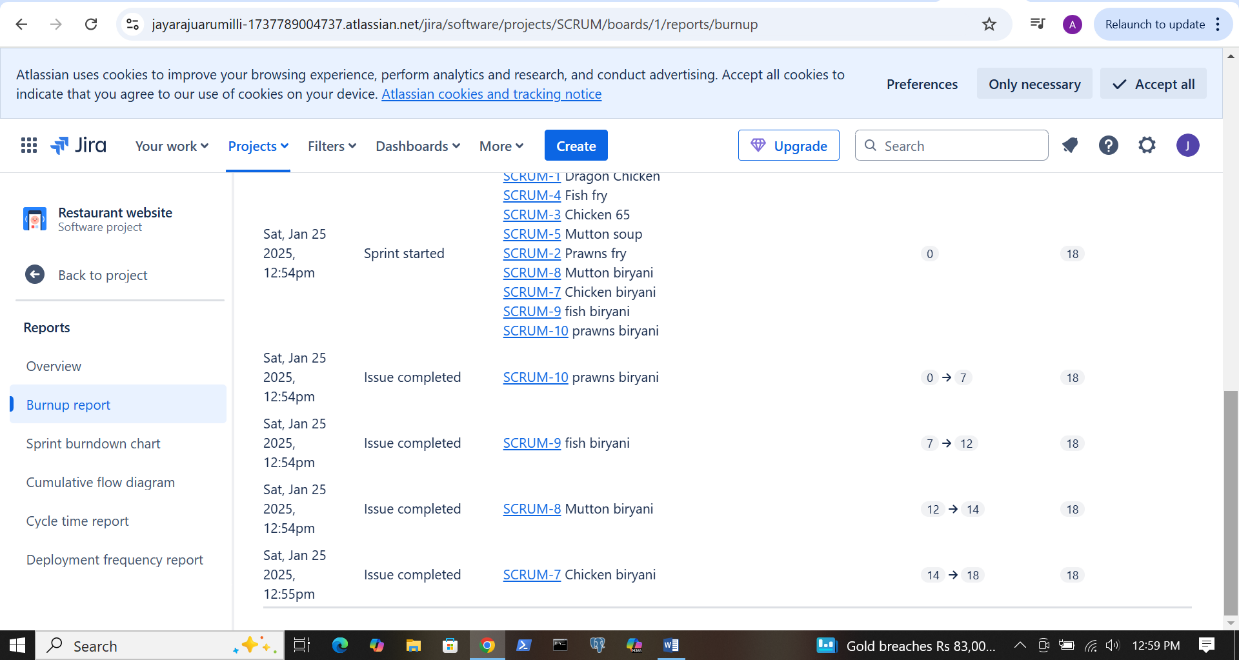 jayarajuarumilli-1737789004737.atlassian.net/jira/software/projects/SCRUM/boards/1/reports/burnup
A
Relaunch to update
Atlassian uses cookies to improve your browsing experience, perform analytics and research, and conduct advertising. Accept all cookies to
indicate that you agree to our use of cookies on your device. Atlassian cookies and tracking notice
Preferences
Only necessary
Accept all
Jira
Your work
Projects
Filters
Dashboards
More
Create
Upgrade
Search
J
Restaurant website
Software project
Back to project
Reports
Overview
Burnup report
Sprint burndown chart
Cumulative flow diagram
Cycle time report
Deployment frequency report
Sat, Jan 25
2025,
12:54pm
Sprint started
SCRUM-1 Dragon Chicken
SCRUM-4 Fish fry
SCRUM-3 Chicken 65
SCRUM-5 Mutton soup
SCRUM-2 Prawns fry
SCRUM-8 Mutton biryani
SCRUM-7 Chicken biryani
SCRUM-9 fish biryani
SCRUM-10 prawns biryani
0
18
Sat, Jan 25
2025,
12:54pm
Issue completed
SCRUM-10 prawns biryani
0 → 7
18
Sat, Jan 25
2025,
12:54pm
Issue completed
SCRUM-9 fish biryani
7 → 12
18
Sat, Jan 25
2025,
12:54pm
Issue completed
SCRUM-8 Mutton biryani
12 → 14
18
Sat, Jan 25
2025,
12:55pm
Issue completed
SCRUM-7 Chicken biryani
14 → 18
18
Search
Gold breaches Rs 83,00...
12:59 PM